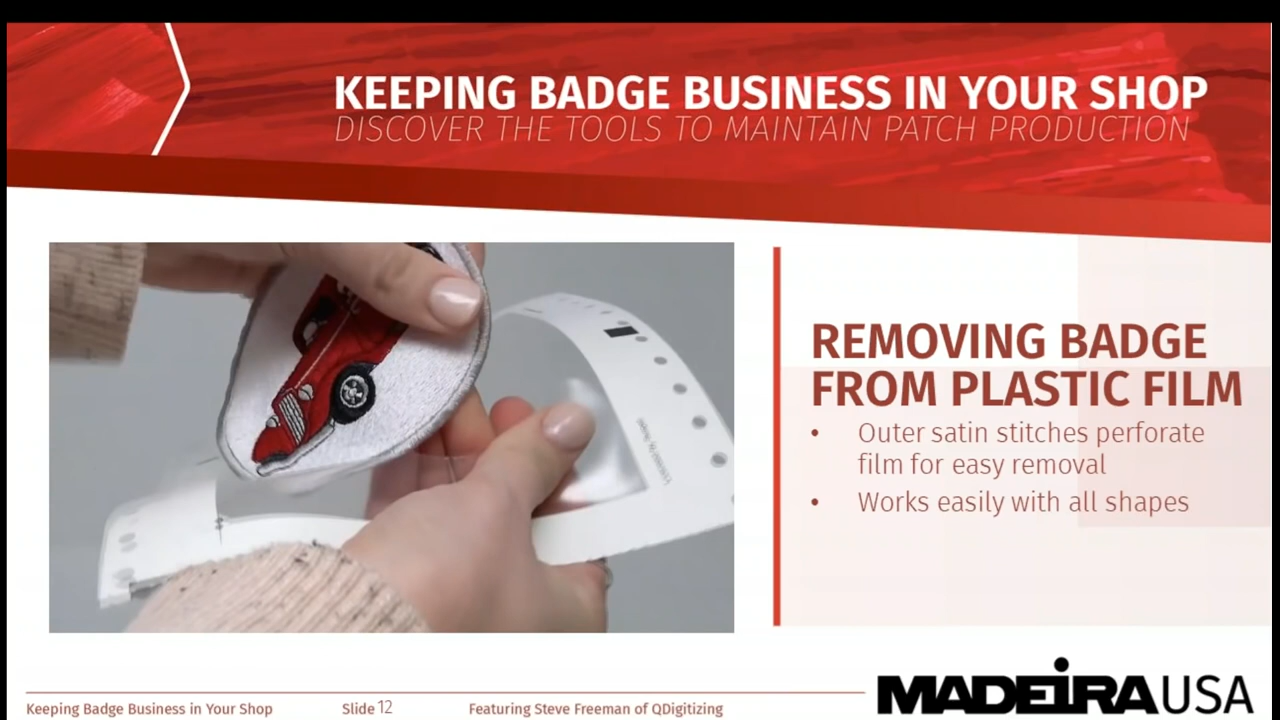 KEEPING BADGE BUSINESS IN YOUR SHOP
DISCOVER THE TOOLS TO MAINTAIN PATCH PRODUCTION
REMOVING BADGE
FROM PLASTIC FILM
• Outer satin stitches perforate
film for easy removal
• Works easily with all shapes
Keeping Badge Business in Your Shop Slide 12 Featuring Steve Freeman of QDigitizing
MADEIRA USA